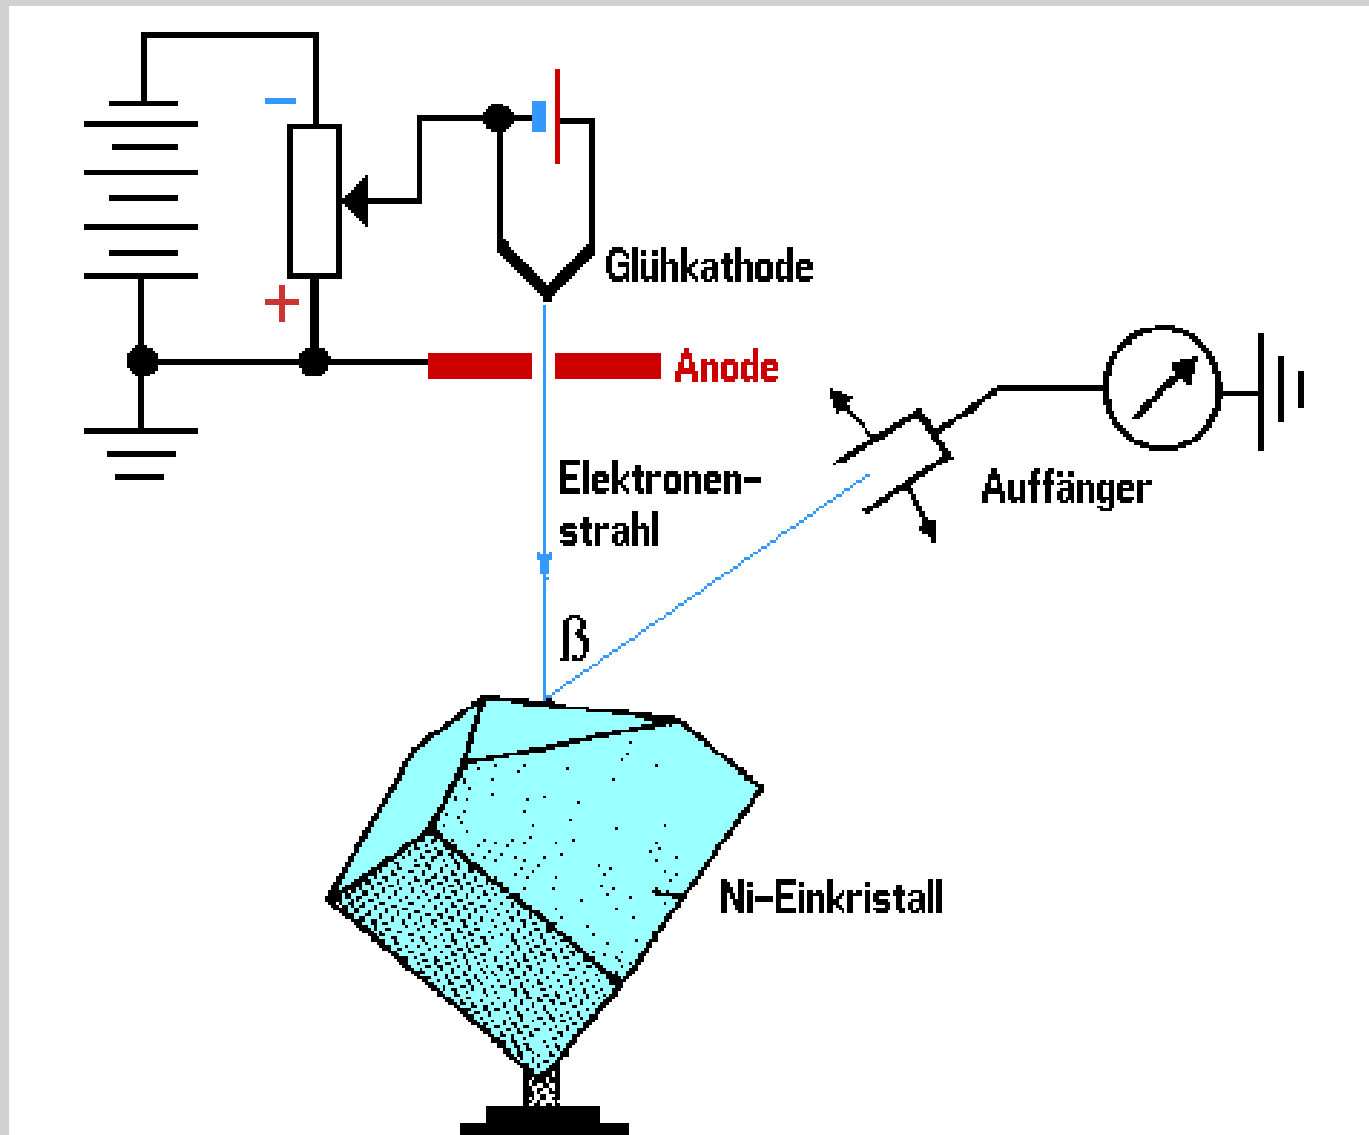 −
+
Glühkathode
Anode
Elektronen-
strahl
Auffänger
ß
Ni-Einkristall